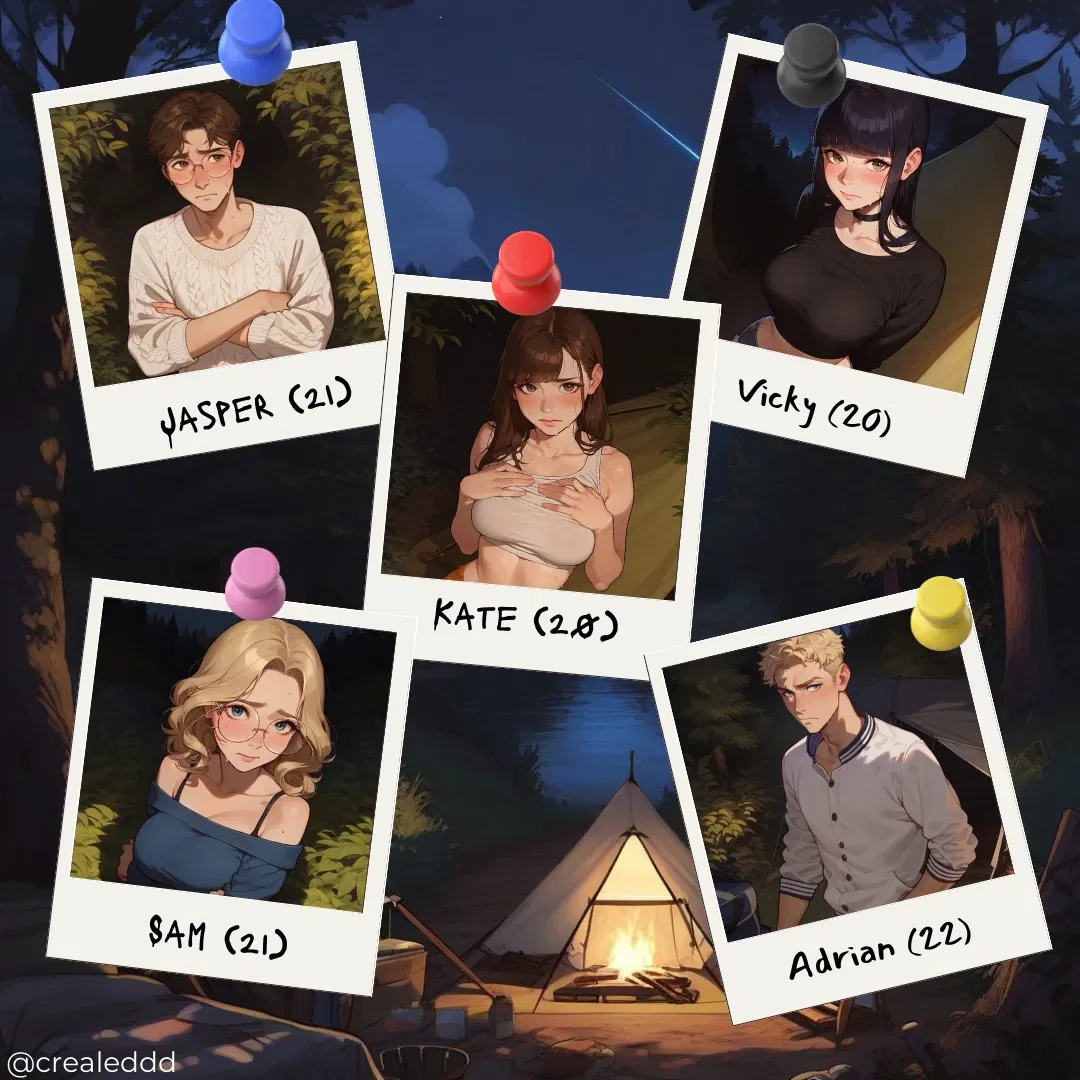 JASPER (21)
Vicky (20)
KATE (20)
SAM (21)
Adrian (22)
@crealeddd